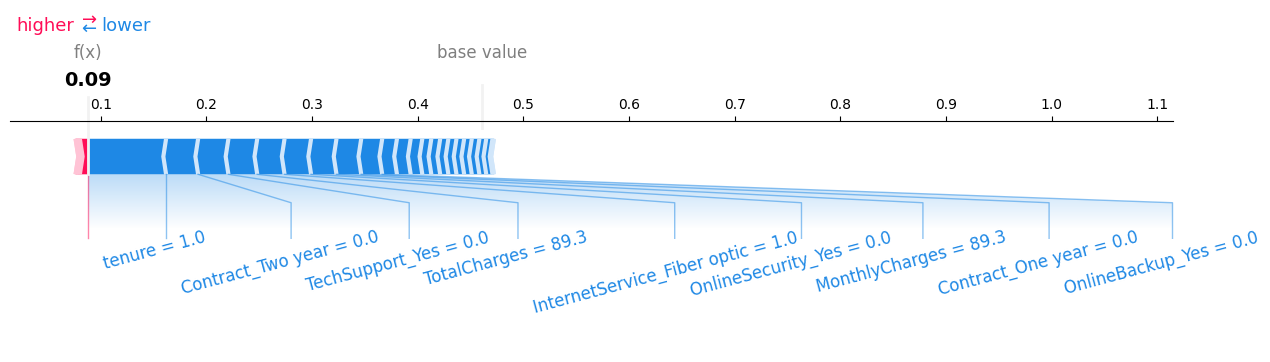 higher ⇄ lower
f(x)
base value
0.09
0.1 0.2 0.3 0.4 0.5 0.6 0.7 0.8 0.9 1.0 1.1
tenure = 1.0
Contract_Two year = 0.0
TechSupport_Yes = 0.0
TotalCharges = 89.3
InternetService_Fiber optic = 1.0
OnlineSecurity_Yes = 0.0
MonthlyCharges = 89.3
Contract_One year = 0.0
OnlineBackup_Yes = 0.0